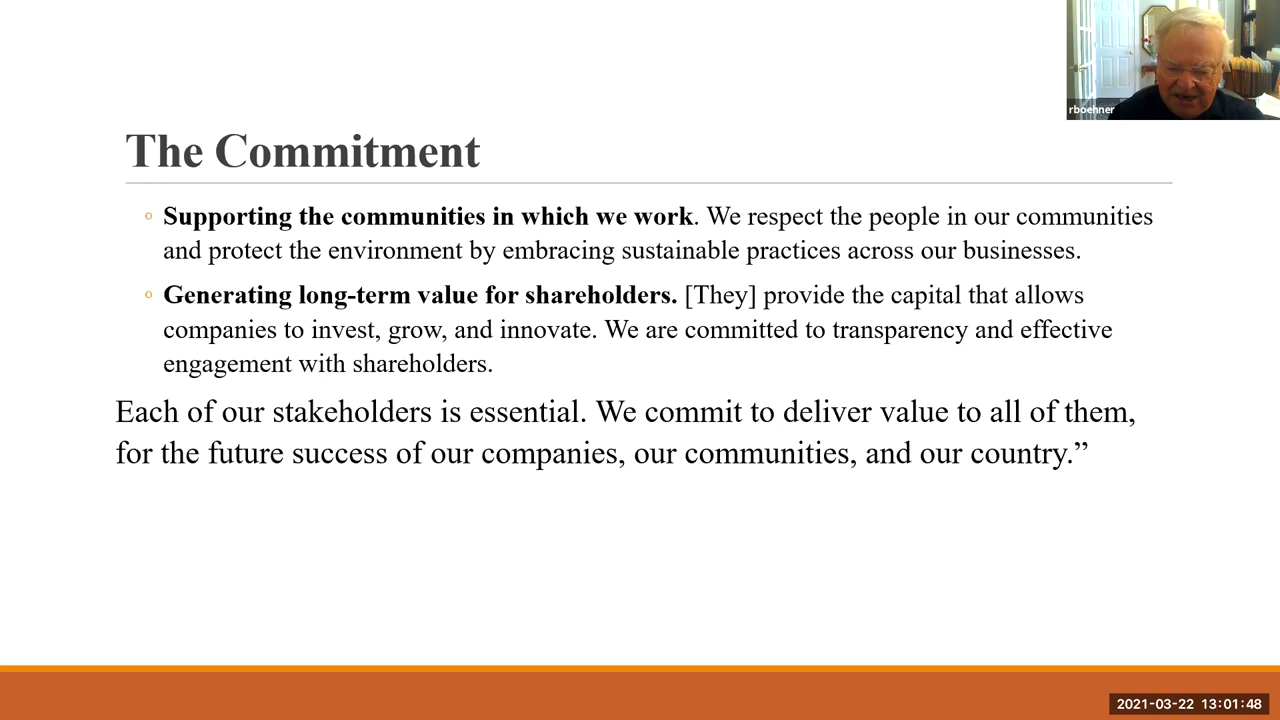 rboehner
The Commitment
◦ Supporting the communities in which we work. We respect the people in our communities
and protect the environment by embracing sustainable practices across our businesses.
◦ Generating long-term value for shareholders. [They] provide the capital that allows
companies to invest, grow, and innovate. We are committed to transparency and effective
engagement with shareholders.
Each of our stakeholders is essential. We commit to deliver value to all of them,
for the future success of our companies, our communities, and our country.”
2021-03-22 13:01:48